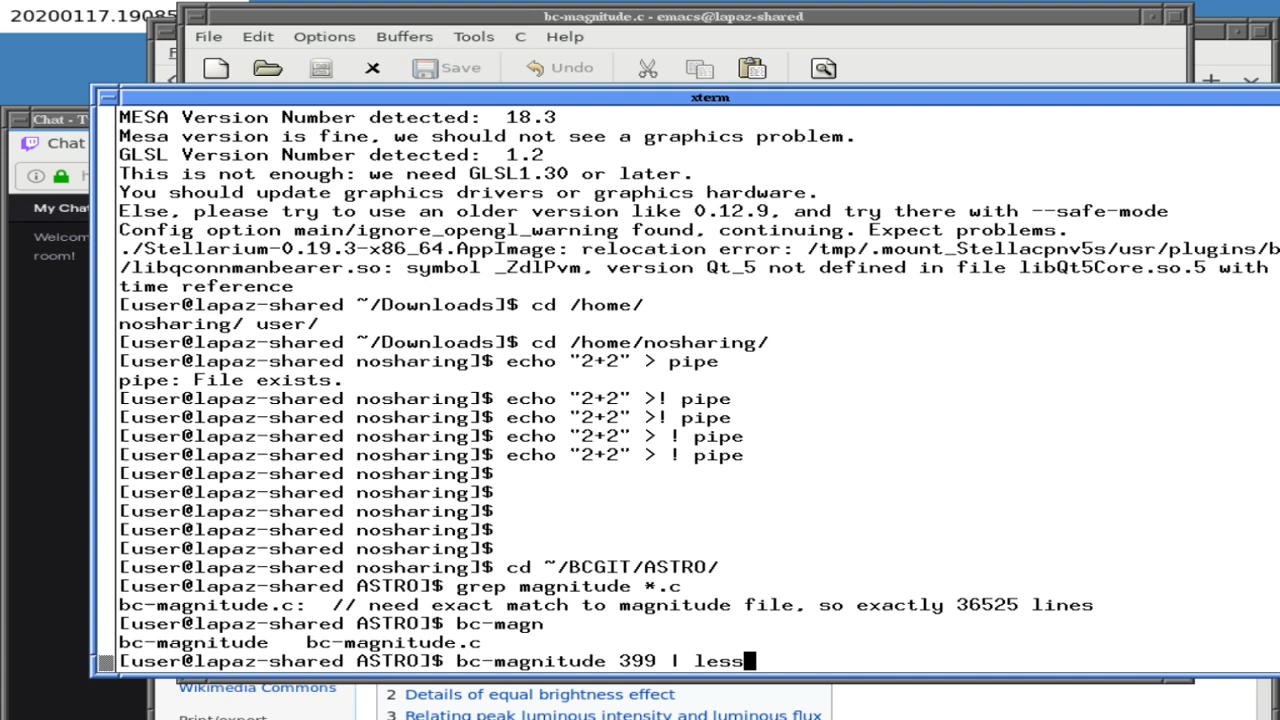 20200117.19085
bc-magnitude.c - emacs@lapaz-shared
File Edit Options Buffers Tools C Help
Save Undo
xterm
Chat - T
Chat
My Cha
Welcom
room!
MESA Version Number detected:  18.3
Mesa version is fine, we should not see a graphics problem.
GLSL Version Number detected:  1.2
This is not enough: we need GLSL1.30 or later.
You should update graphics drivers or graphics hardware.
Else, please try to use an older version like 0.12.9, and try there with --safe-mode
Config option main/ignore_opengl_warning found, continuing. Expect problems.
./Stellarium-0.19.3-x86_64.AppImage: relocation error: /tmp/.mount_Stellacpnv5s/usr/plugins/b
/libqconnmanbearer.so: symbol _ZdlPvm, version Qt_5 not defined in file libQt5Core.so.5 with
time reference
[user@lapaz-shared ~/Downloads]$ cd /home/
nosharing/ user/
[user@lapaz-shared ~/Downloads]$ cd /home/nosharing/
[user@lapaz-shared nosharing]$ echo "2+2" > pipe
pipe: File exists.
[user@lapaz-shared nosharing]$ echo "2+2" >! pipe
[user@lapaz-shared nosharing]$ echo "2+2" >! pipe
[user@lapaz-shared nosharing]$ echo "2+2" > ! pipe
[user@lapaz-shared nosharing]$ echo "2+2" > ! pipe
[user@lapaz-shared nosharing]$
[user@lapaz-shared nosharing]$
[user@lapaz-shared nosharing]$
[user@lapaz-shared nosharing]$
[user@lapaz-shared nosharing]$
[user@lapaz-shared nosharing]$ cd ~/BCGIT/ASTRO/
[user@lapaz-shared ASTRO]$ grep magnitude *.c
bc-magnitude.c:  // need exact match to magnitude file, so exactly 36525 lines
[user@lapaz-shared ASTRO]$ bc-magn
bc-magnitude   bc-magnitude.c
[user@lapaz-shared ASTRO]$ bc-magnitude 399 | less
Wikimedia Commons
Print/export
2 Details of equal brightness effect
3 Relating peak luminous intensity and luminous flux